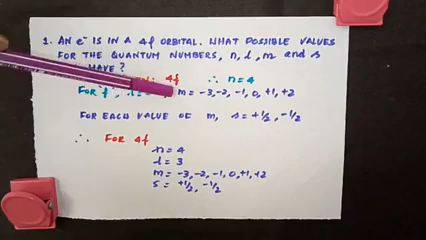 1. AN e⁻ IS IN A 4f ORBITAL. WHAT POSSIBLE VALUES
FOR THE QUANTUM NUMBERS, n, l, m and s
HAVE?
4f ∴ n=4
FOR f, m = -3,-2, -1, 0, +1, +2
FOR EACH VALUE OF m, s = +1/2, -1/2
∴ FOR 4f
n = 4
l = 3
m = -3, -2, -1, 0, +1, +2
s = +1/2, -1/2